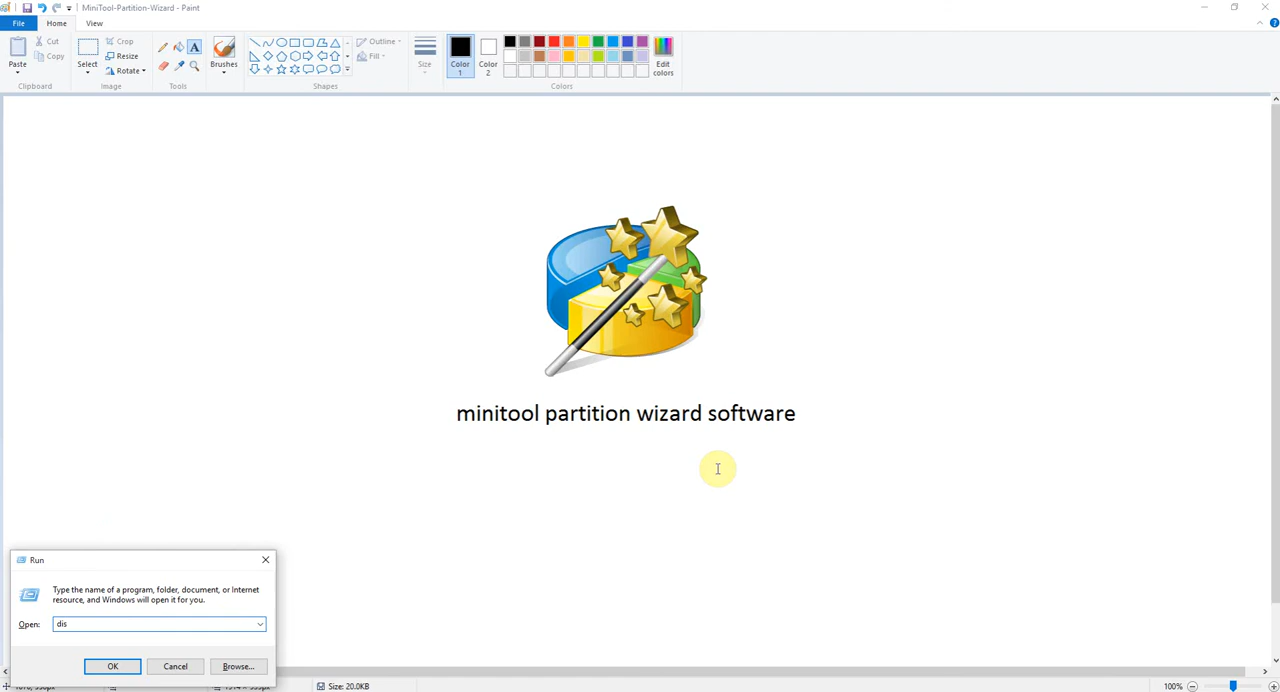 MiniTool-Partition-Wizard - Paint
File Home View
Paste
Cut
Copy
Clipboard
Select
Crop
Resize
Rotate
Image
A
Tools
Brushes
Outline
Fill
Shapes
Size
Color
1
Color
2
Edit
colors
Colors
minitool partition wizard software
Run
Type the name of a program, folder, document, or Internet
resource, and Windows will open it for you.
Open: dis
OK Cancel Browse...
Size: 20.0KB
100%